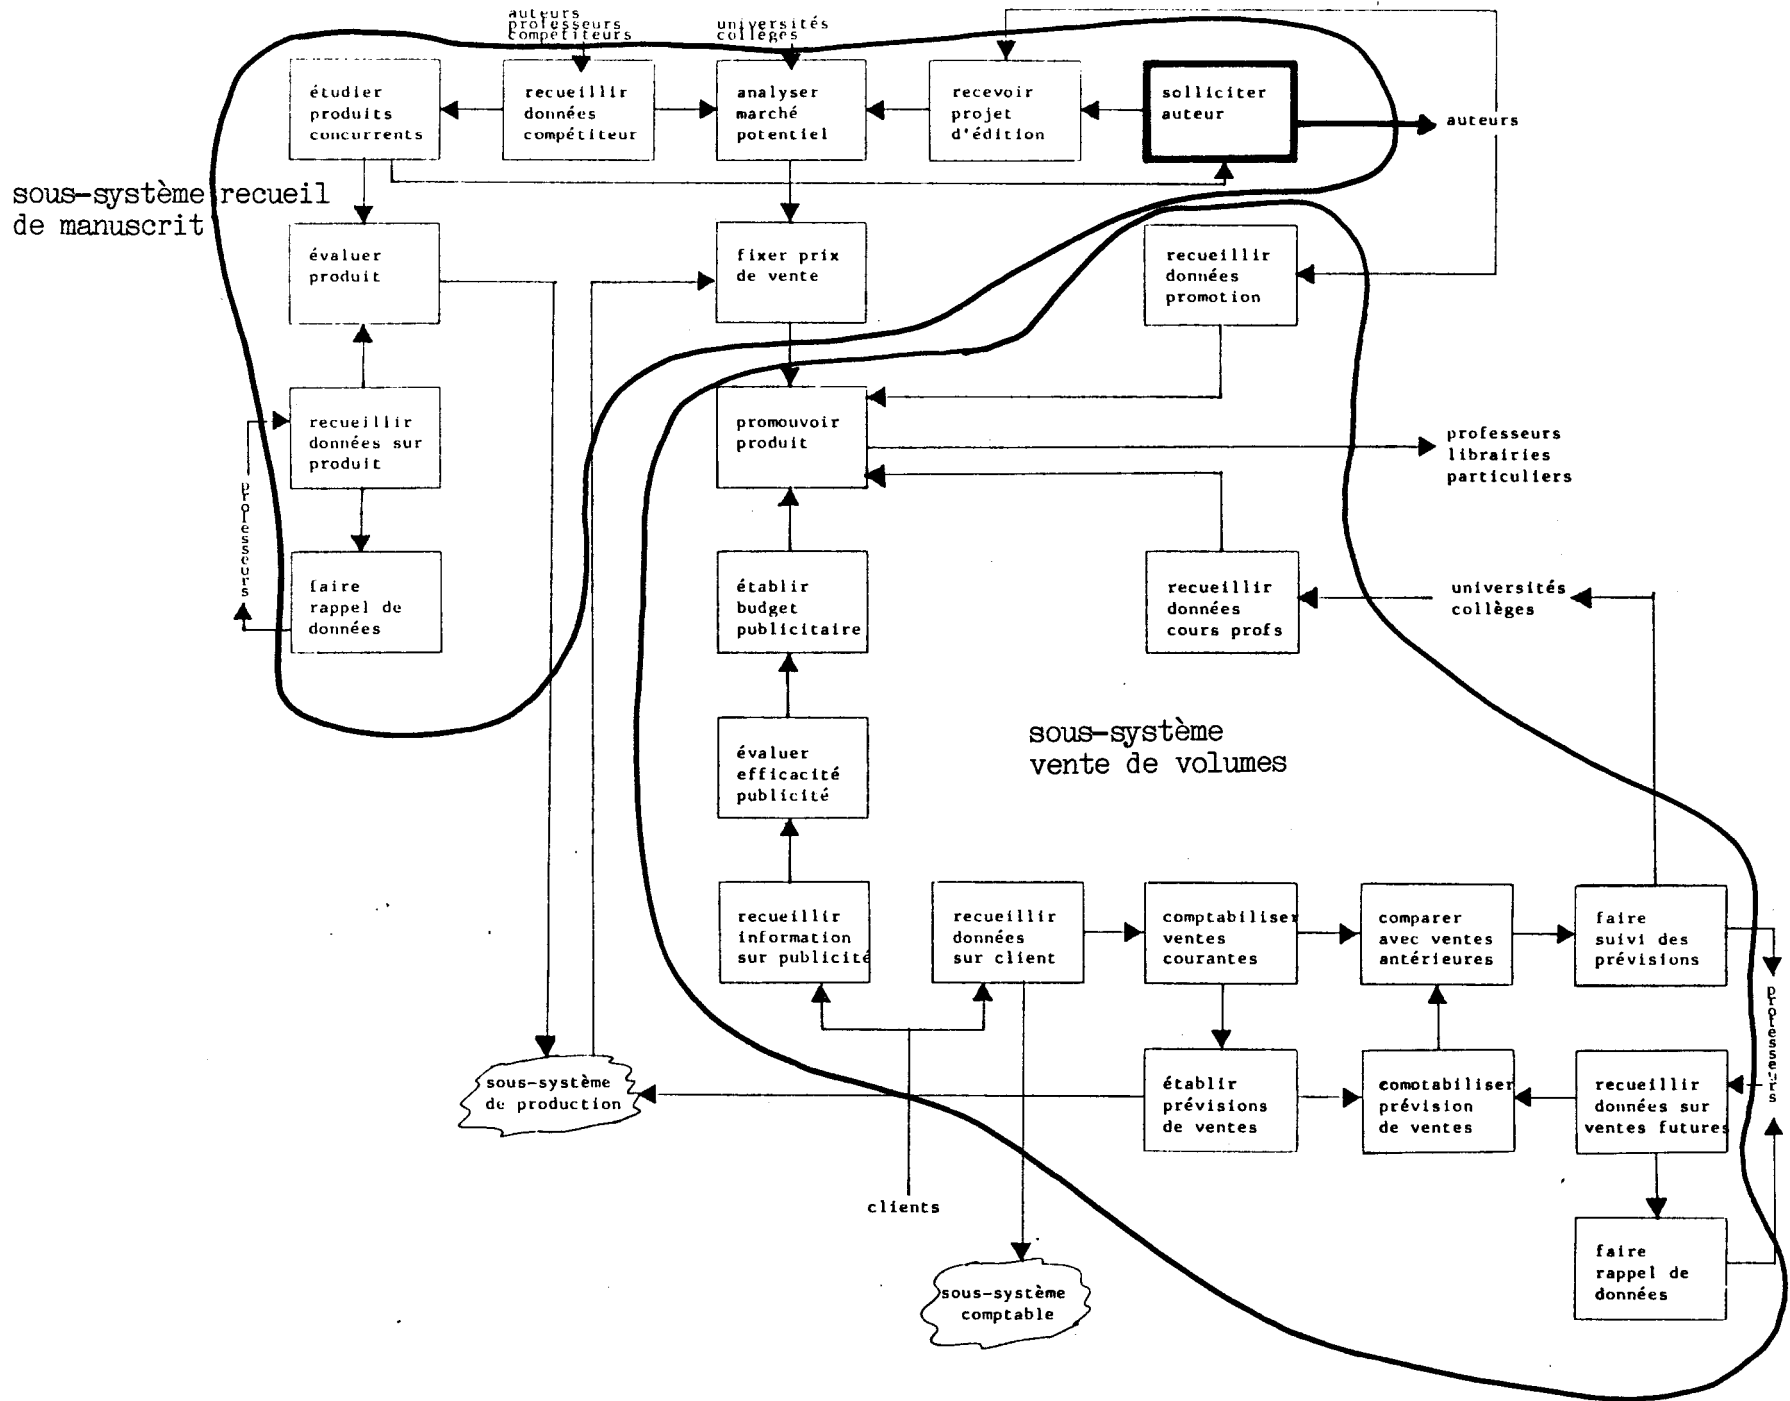 auteurs
professeurs
compétiteurs
universités
collèges
étudier
produits
concurrents
recueillir
données
compétiteur
analyser
marché
potentiel
recevoir
projet
d'édition
solliciter
auteur
auteurs
sous-système recueil
de manuscrit
évaluer
produit
fixer prix
de vente
recueillir
données
promotion
recueillir
données sur
produit
promouvoir
produit
professeurs
librairies
particuliers
professeurs
faire
rappel de
données
établir
budget
publicitaire
recueillir
données
cours profs
universités
collèges
évaluer
efficacité
publicité
sous-système
vente de volumes
recueillir
information
sur publicité
recueillir
données
sur client
comptabiliser
ventes
courantes
comparer
avec ventes
antérieures
faire
suivi des
prévisions
professeurs
sous-système
de production
établir
prévisions
de ventes
comotabiliser
prévision
de ventes
recueillir
données sur
ventes futures
clients
faire
rappel de
données
sous-système
comptable